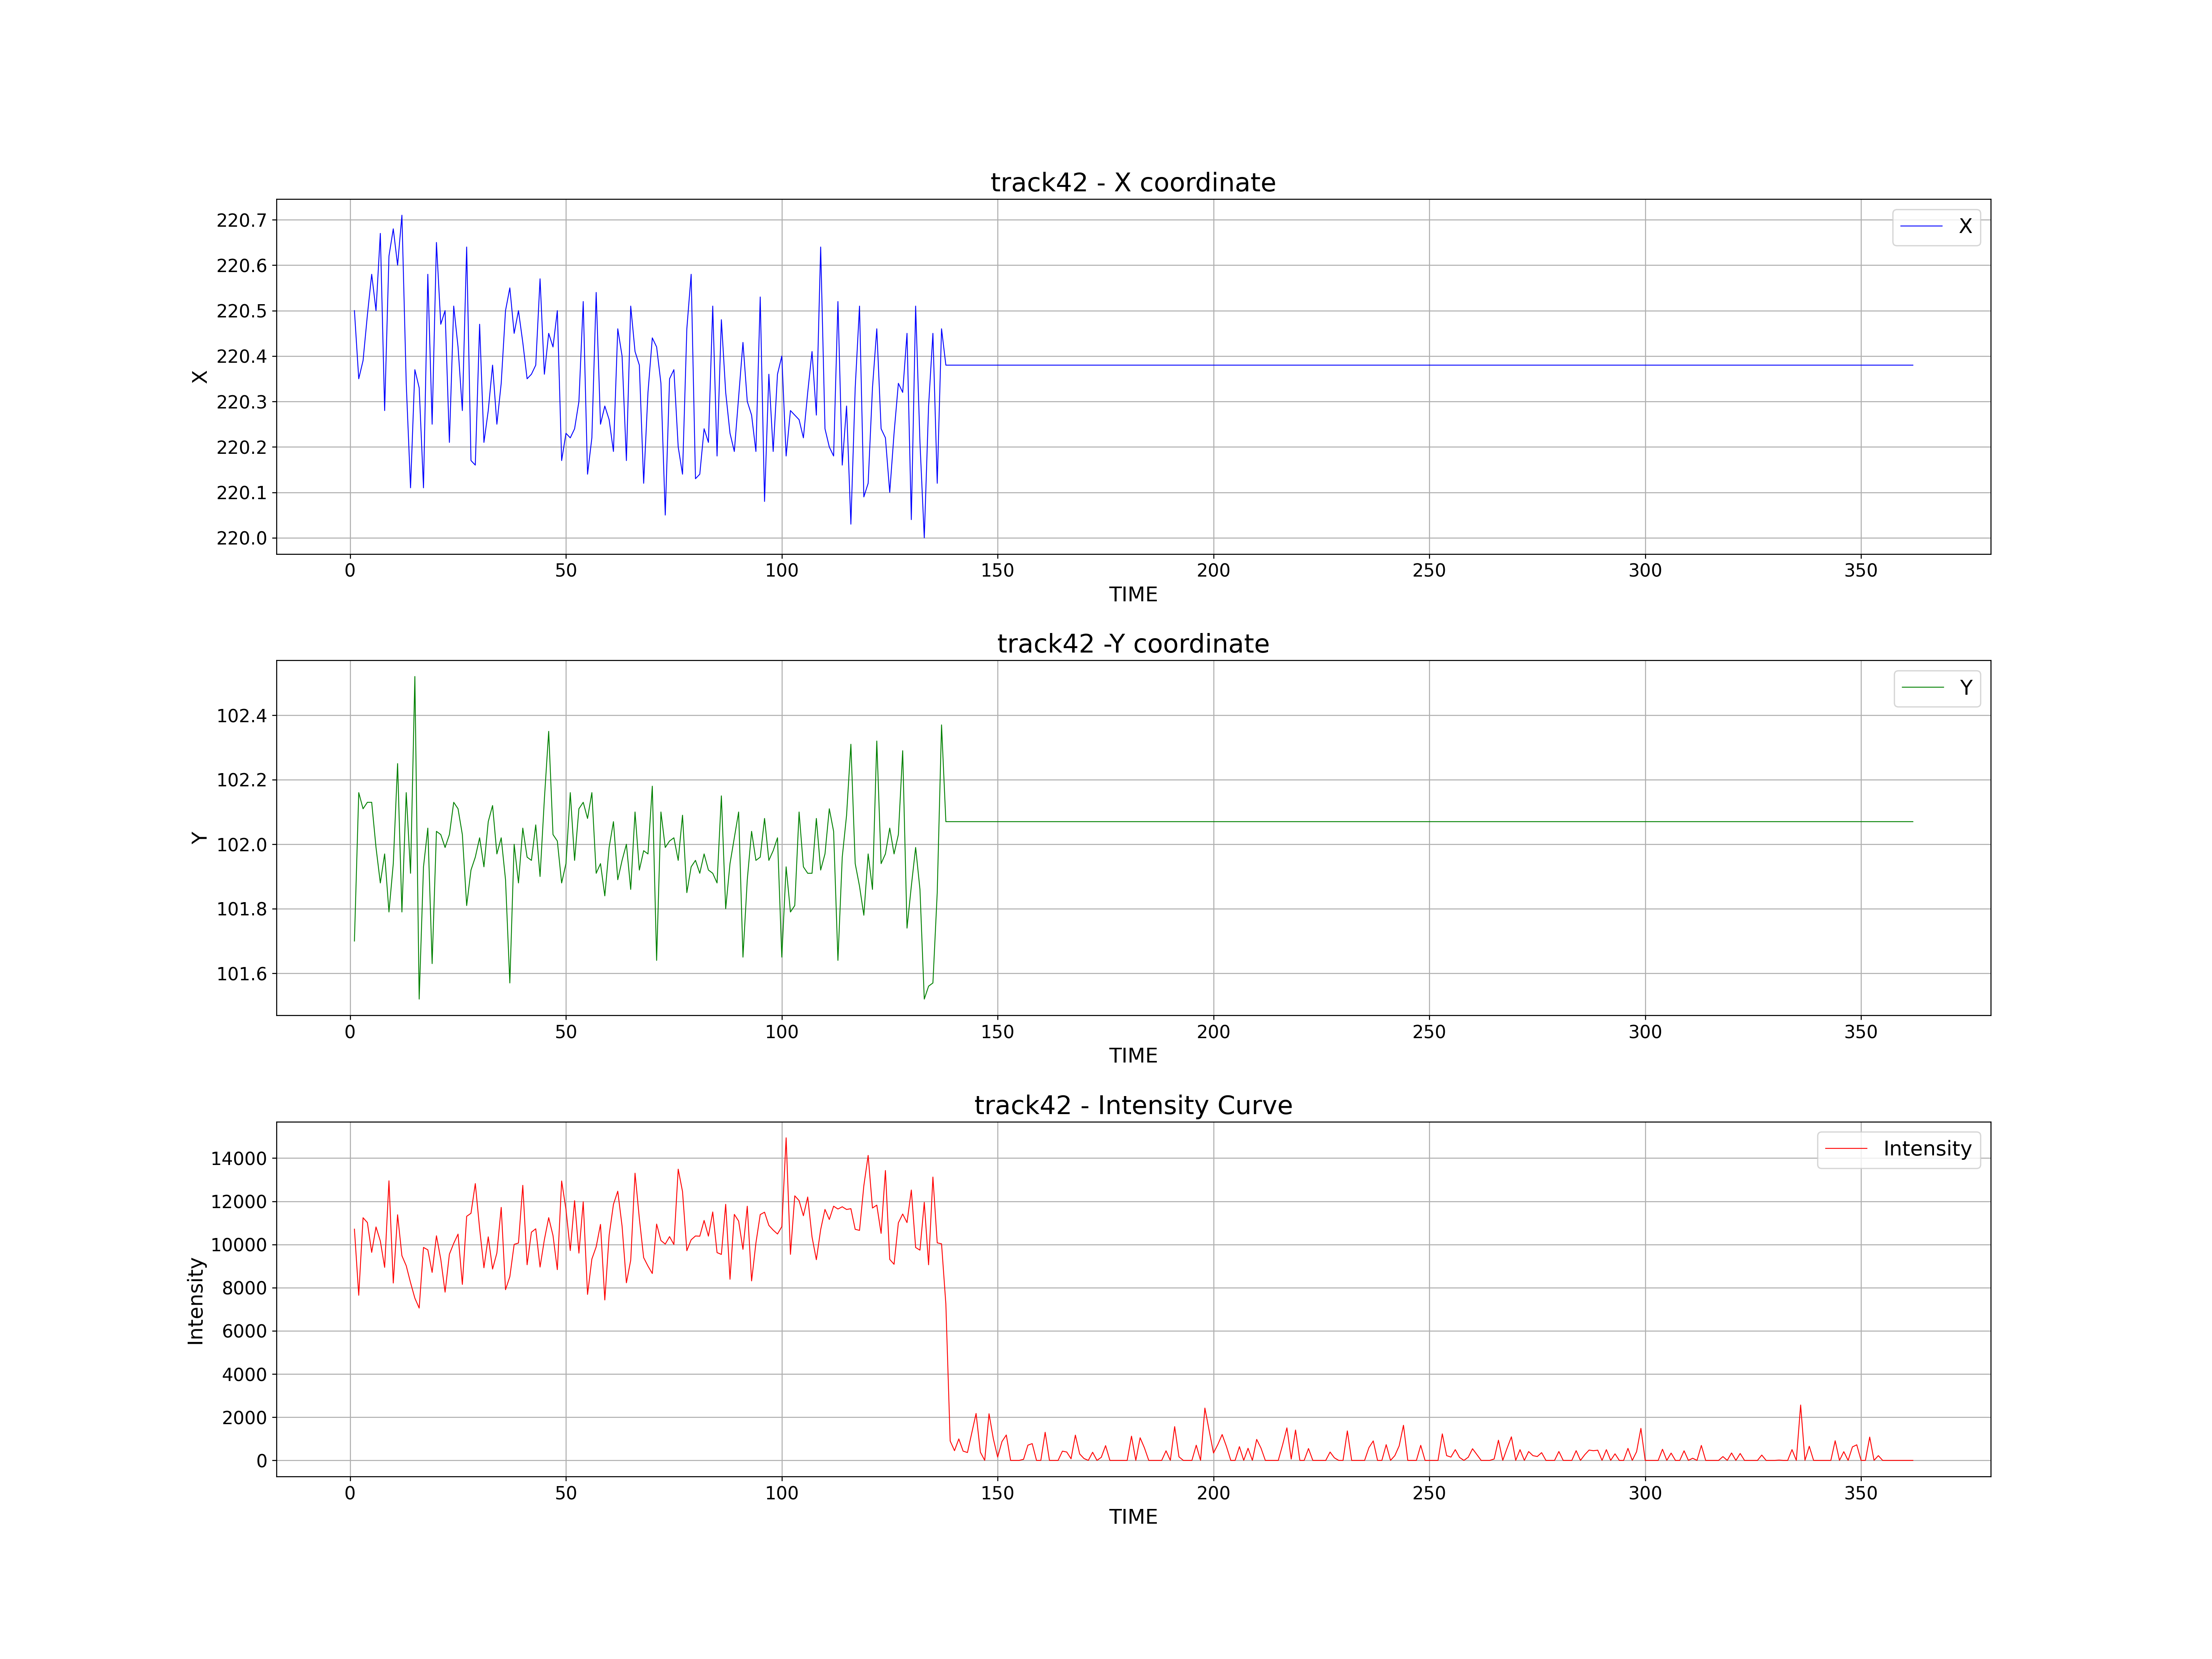 track42 - X coordinate
220.7
220.6
220.5
220.4
220.3
220.2
220.1
220.0
X
X
0 50 100 150 200 250 300 350
TIME
track42 -Y coordinate
102.4
102.2
102.0
101.8
101.6
Y
Y
0 50 100 150 200 250 300 350
TIME
track42 - Intensity Curve
14000
12000
10000
8000
6000
4000
2000
0
Intensity
Intensity
0 50 100 150 200 250 300 350
TIME